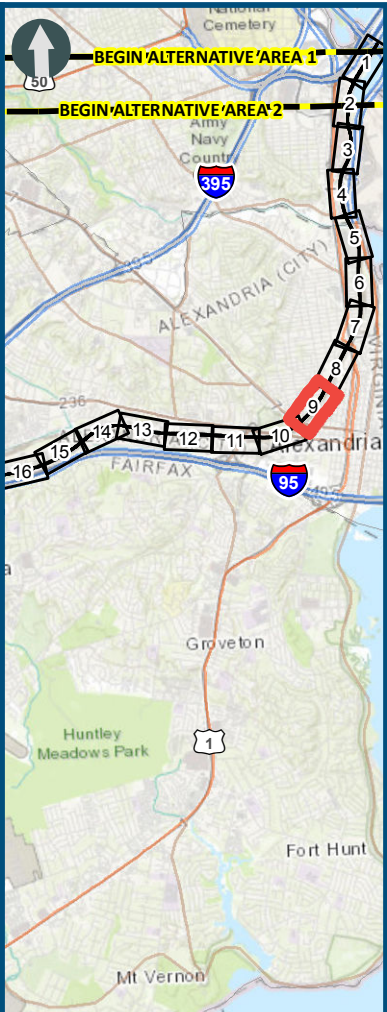 National
Cemetery
50
BEGIN ALTERNATIVE AREA 1
1
BEGIN ALTERNATIVE AREA 2
2
Army
Navy
Country
3
395
4
5
395
ALEXANDRIA (CITY)
6
7
VIRGINIA
8
236
9
16
15
14
13
12
11
10
Alexandria
FAIRFAX
95
495
Groveton
Huntley
Meadows Park
1
Fort Hunt
Mt Vernon